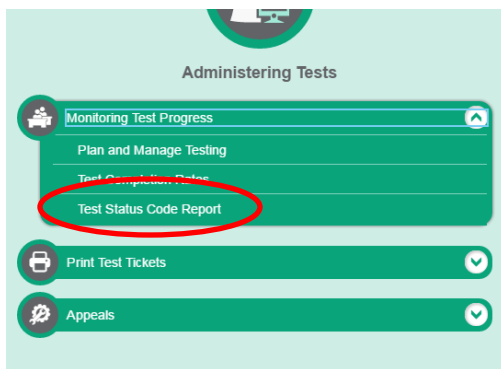 Administering Tests
Monitoring Test Progress
Plan and Manage Testing
Test Completion Rates
Test Status Code Report
Print Test Tickets
Appeals